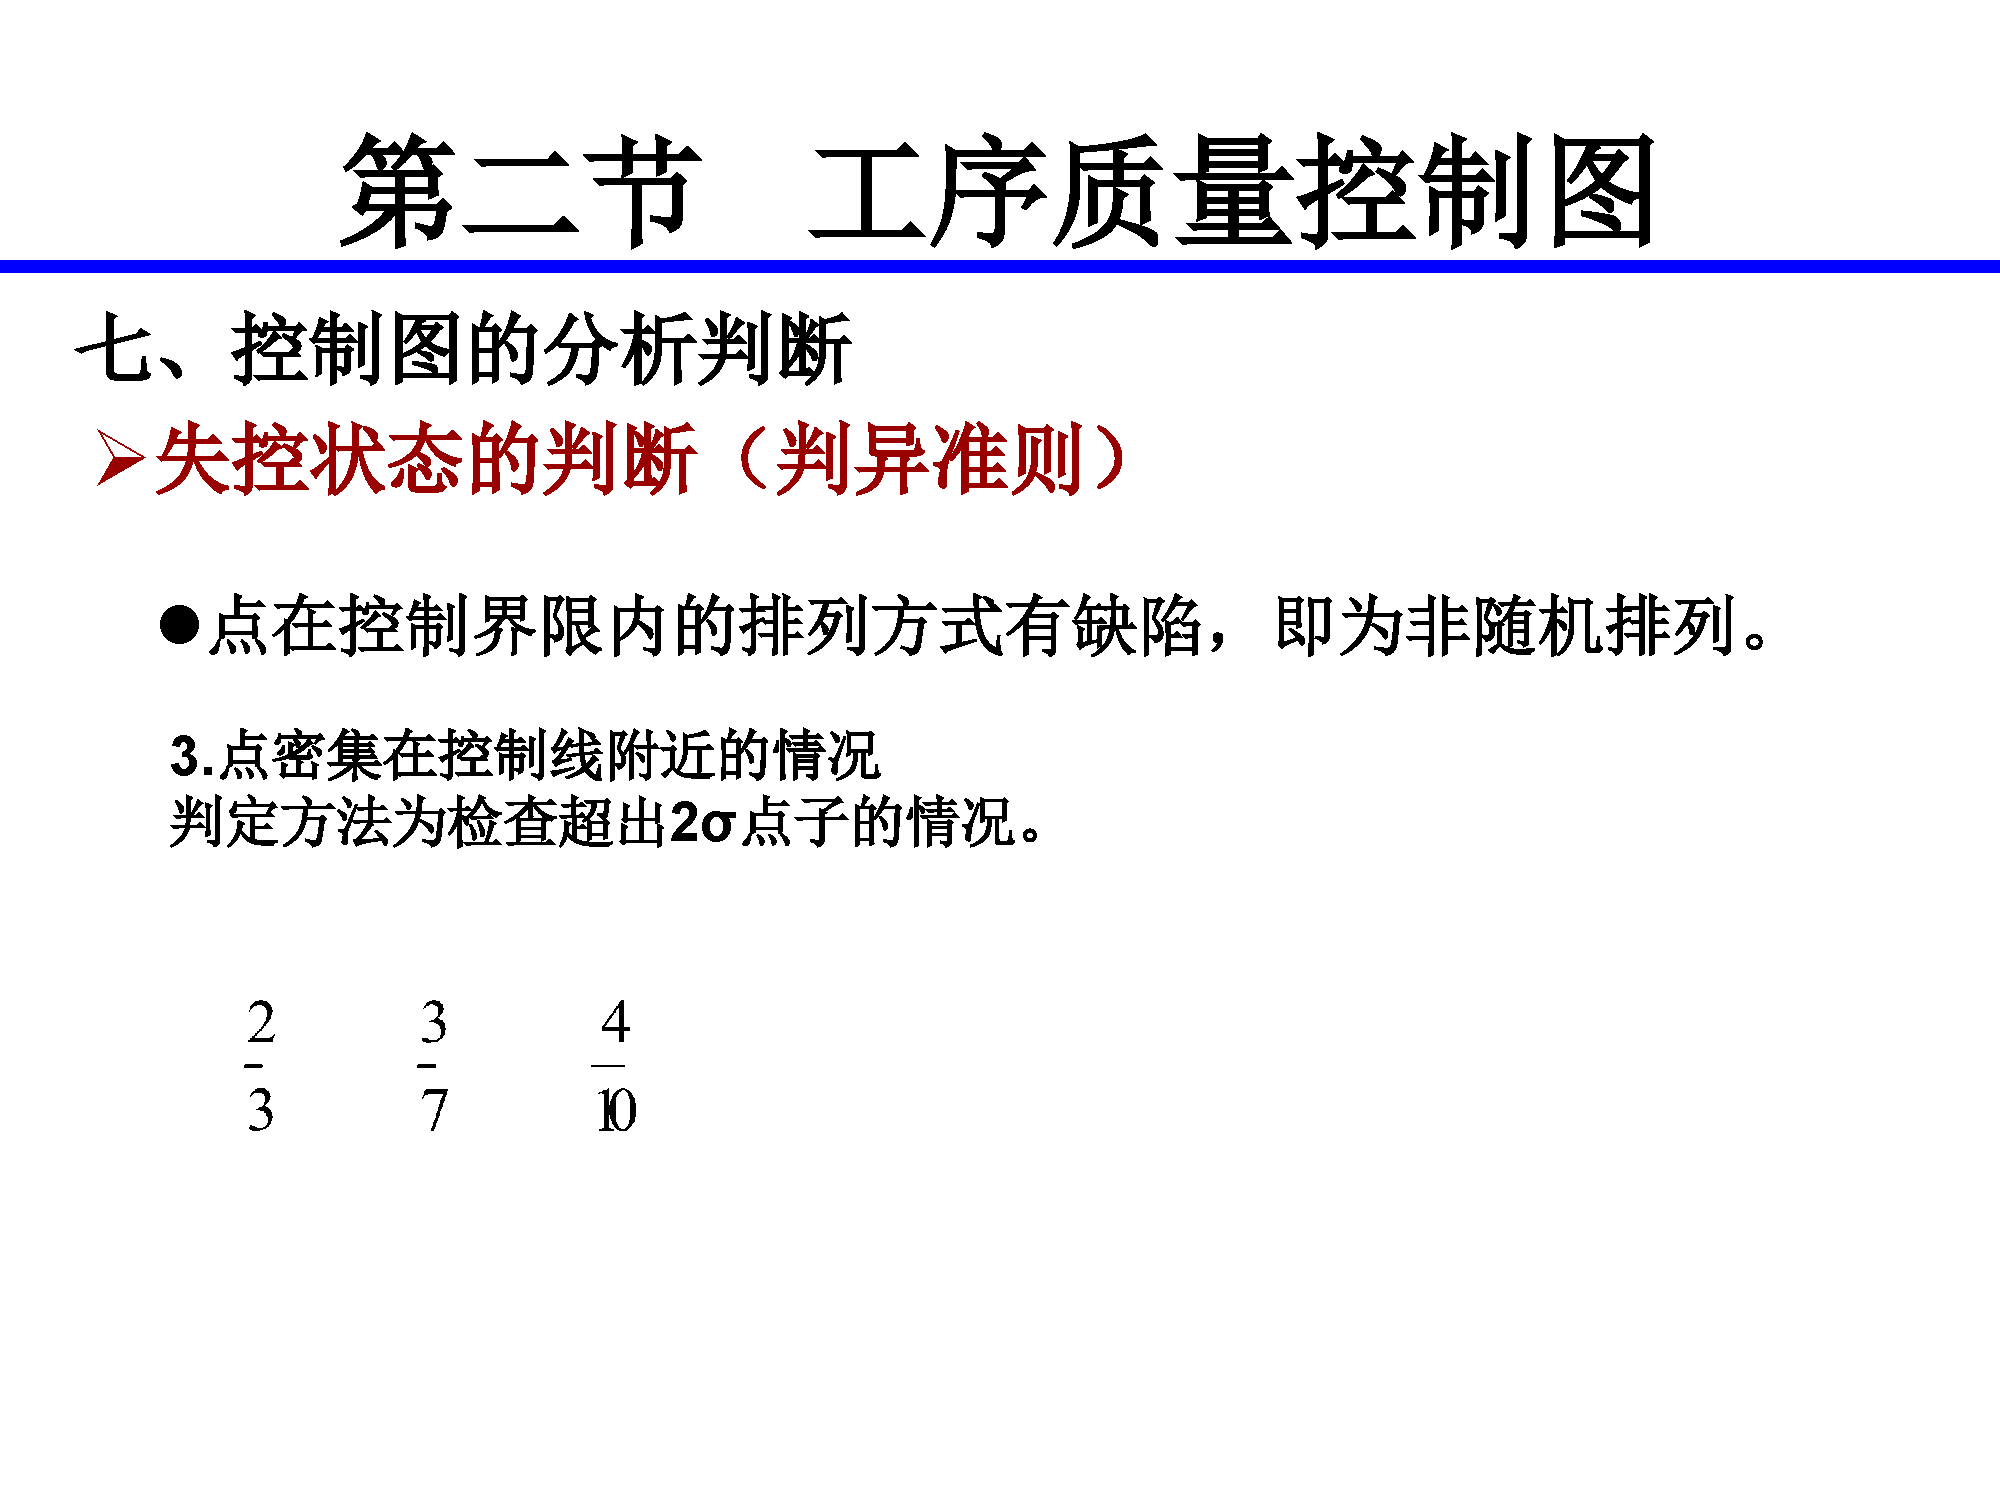 第二节 工序质量控制图
七、控制图的分析判断
➢失控状态的判断（判异准则）
●点在控制界限内的排列方式有缺陷，即为非随机排列。
3.点密集在控制线附近的情况
判定方法为检查超出2σ点子的情况。
2/3 3/7 4/10